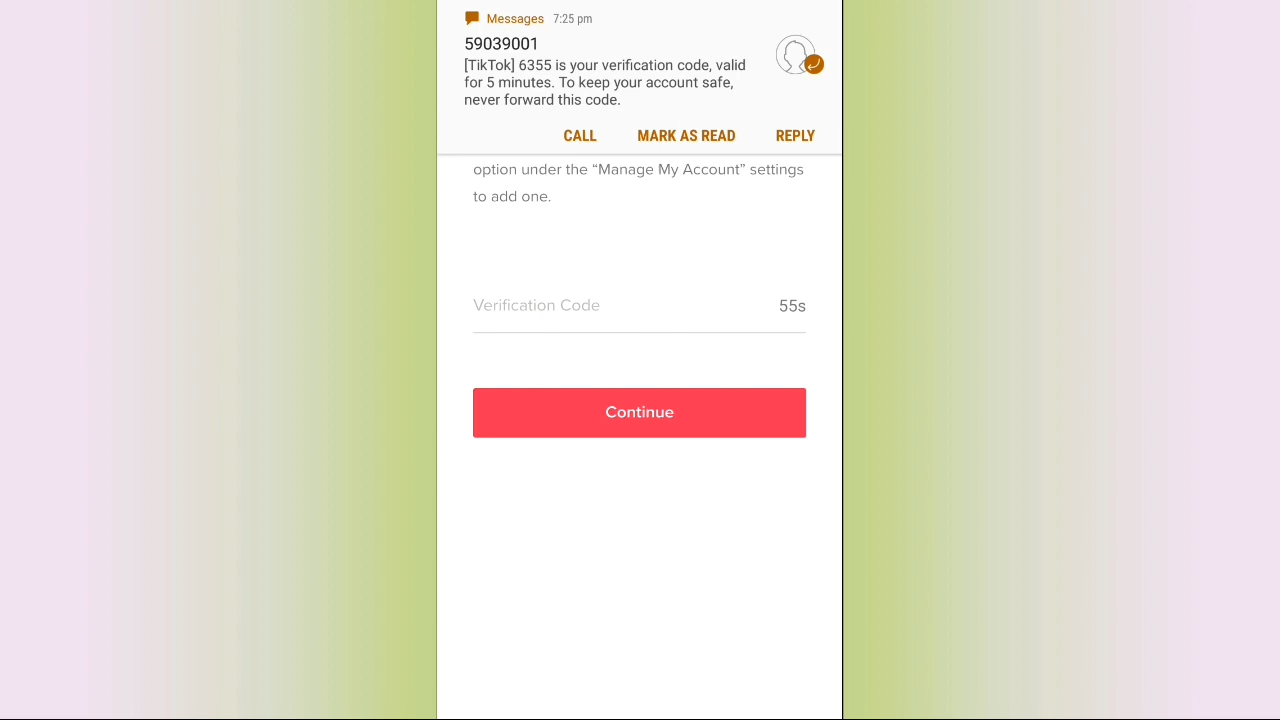 Messages 7:25 pm
59039001
[TikTok] 6355 is your verification code, valid
for 5 minutes. To keep your account safe,
never forward this code.
CALL MARK AS READ REPLY
option under the “Manage My Account” settings
to add one.
Verification Code 55s
Continue